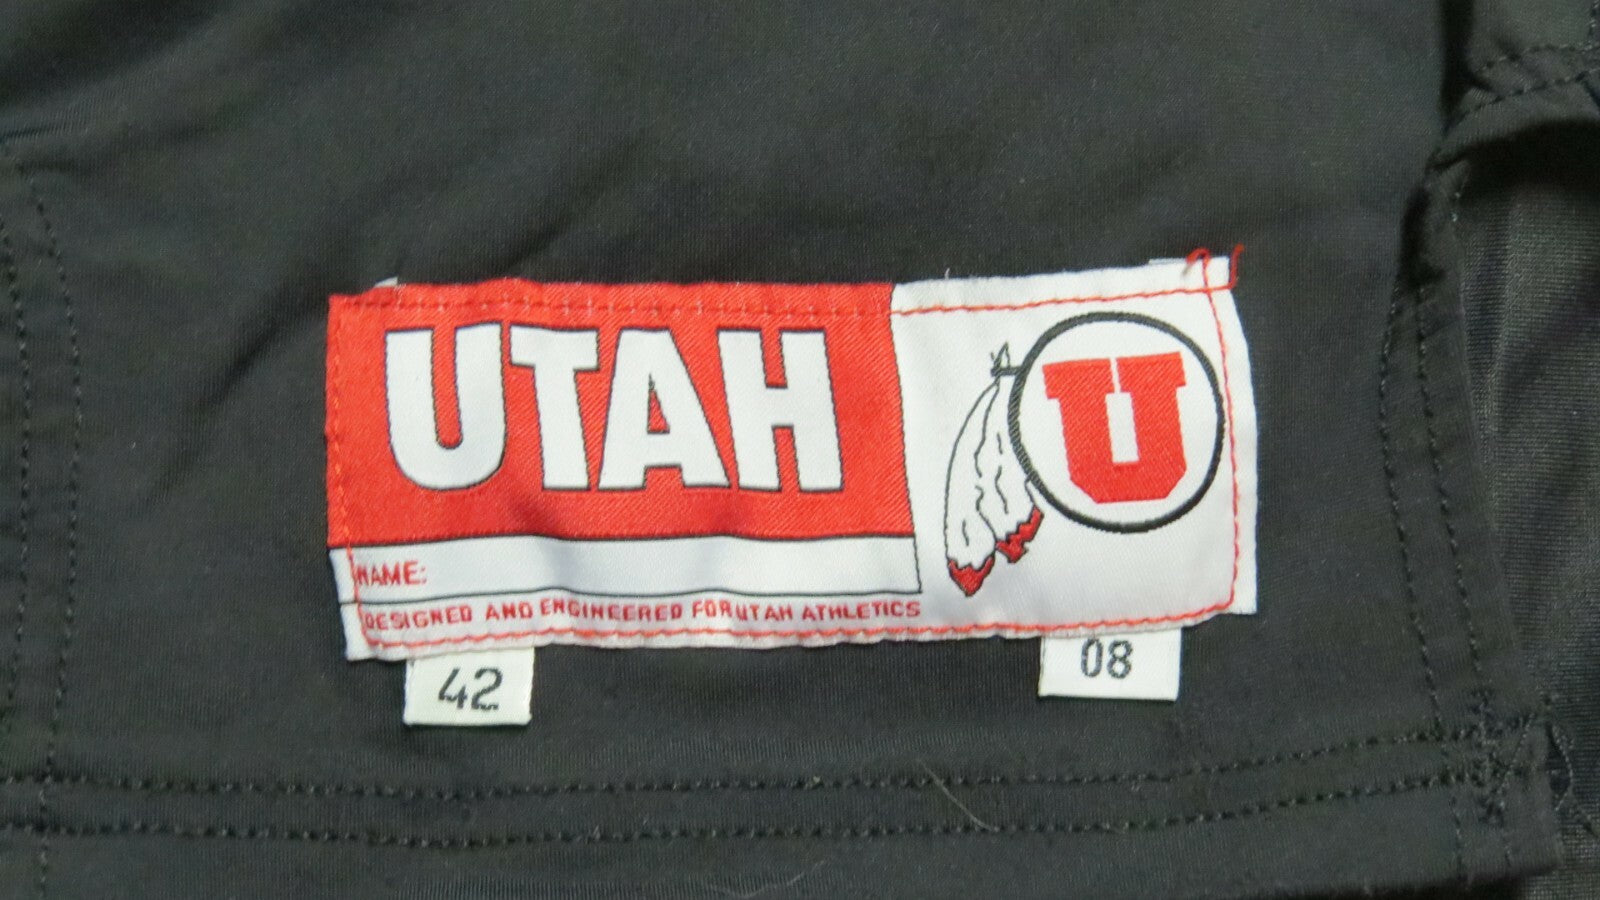 UTAH
U
NAME:
DESIGNED AND ENGINEERED FOR UTAH ATHLETICS
42
08